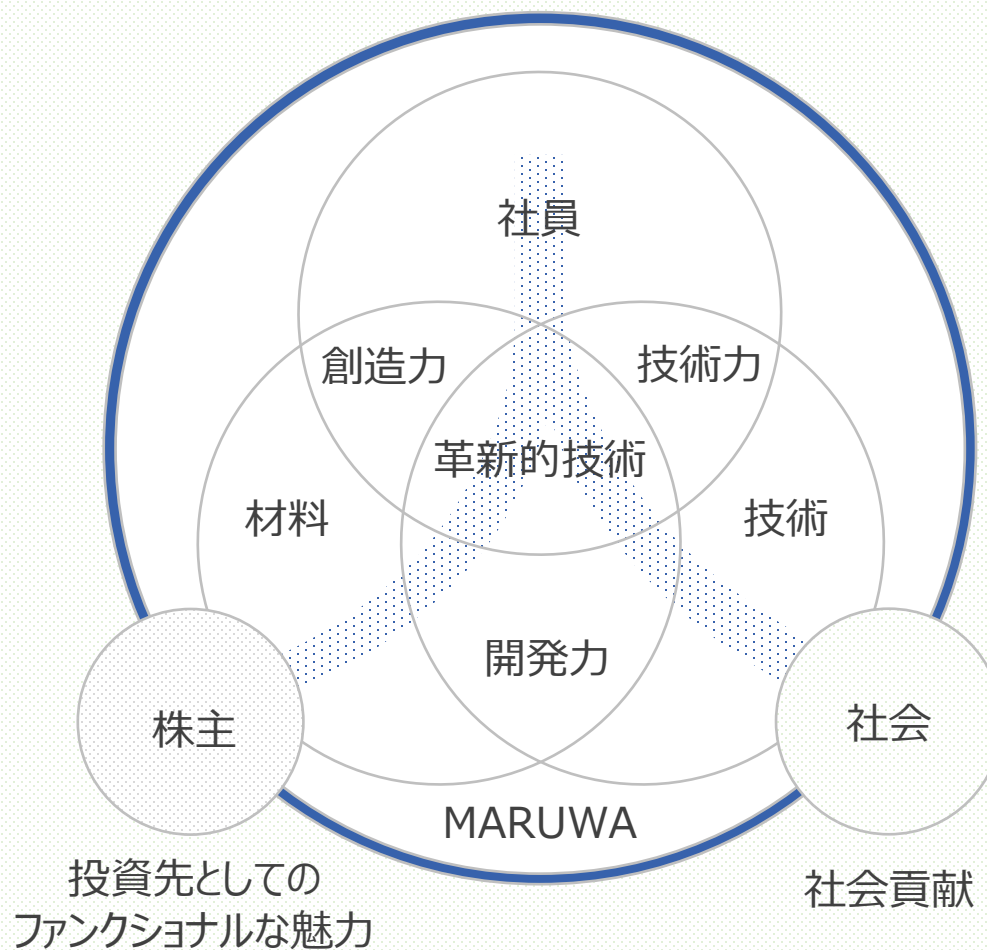 社員
創造力
技術力
革新的技術
材料
技術
開発力
株主
社会
MARUWA
投資先としての
ファンクショナルな魅力
社会貢献